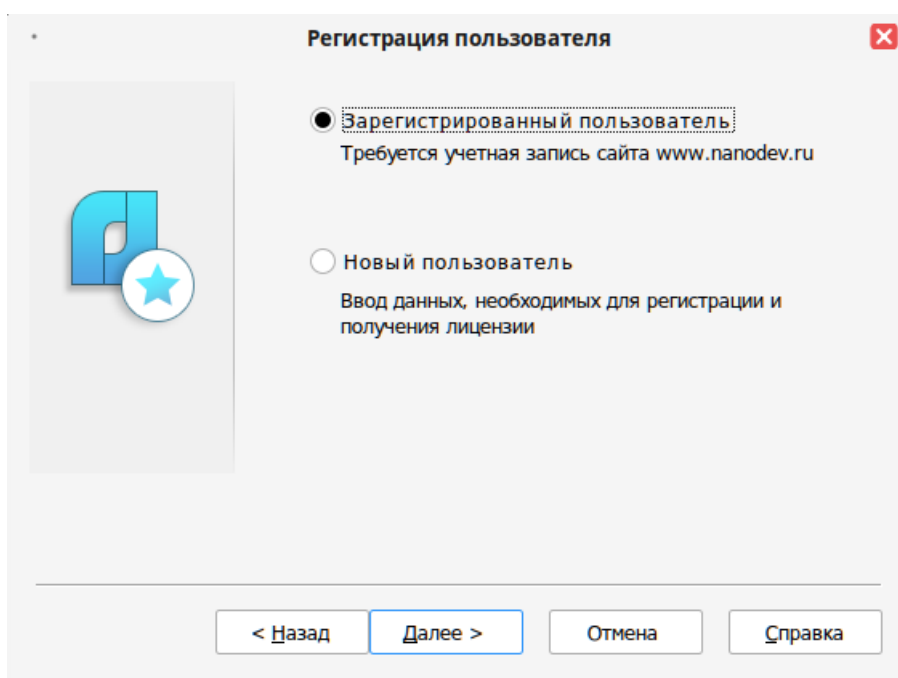 Регистрация пользователя
Зарегистрированный пользователь
Требуется учетная запись сайта www.nanodev.ru
Новый пользователь
Ввод данных, необходимых для регистрации и
получения лицензии
< Назад
Далее >
Отмена
Справка